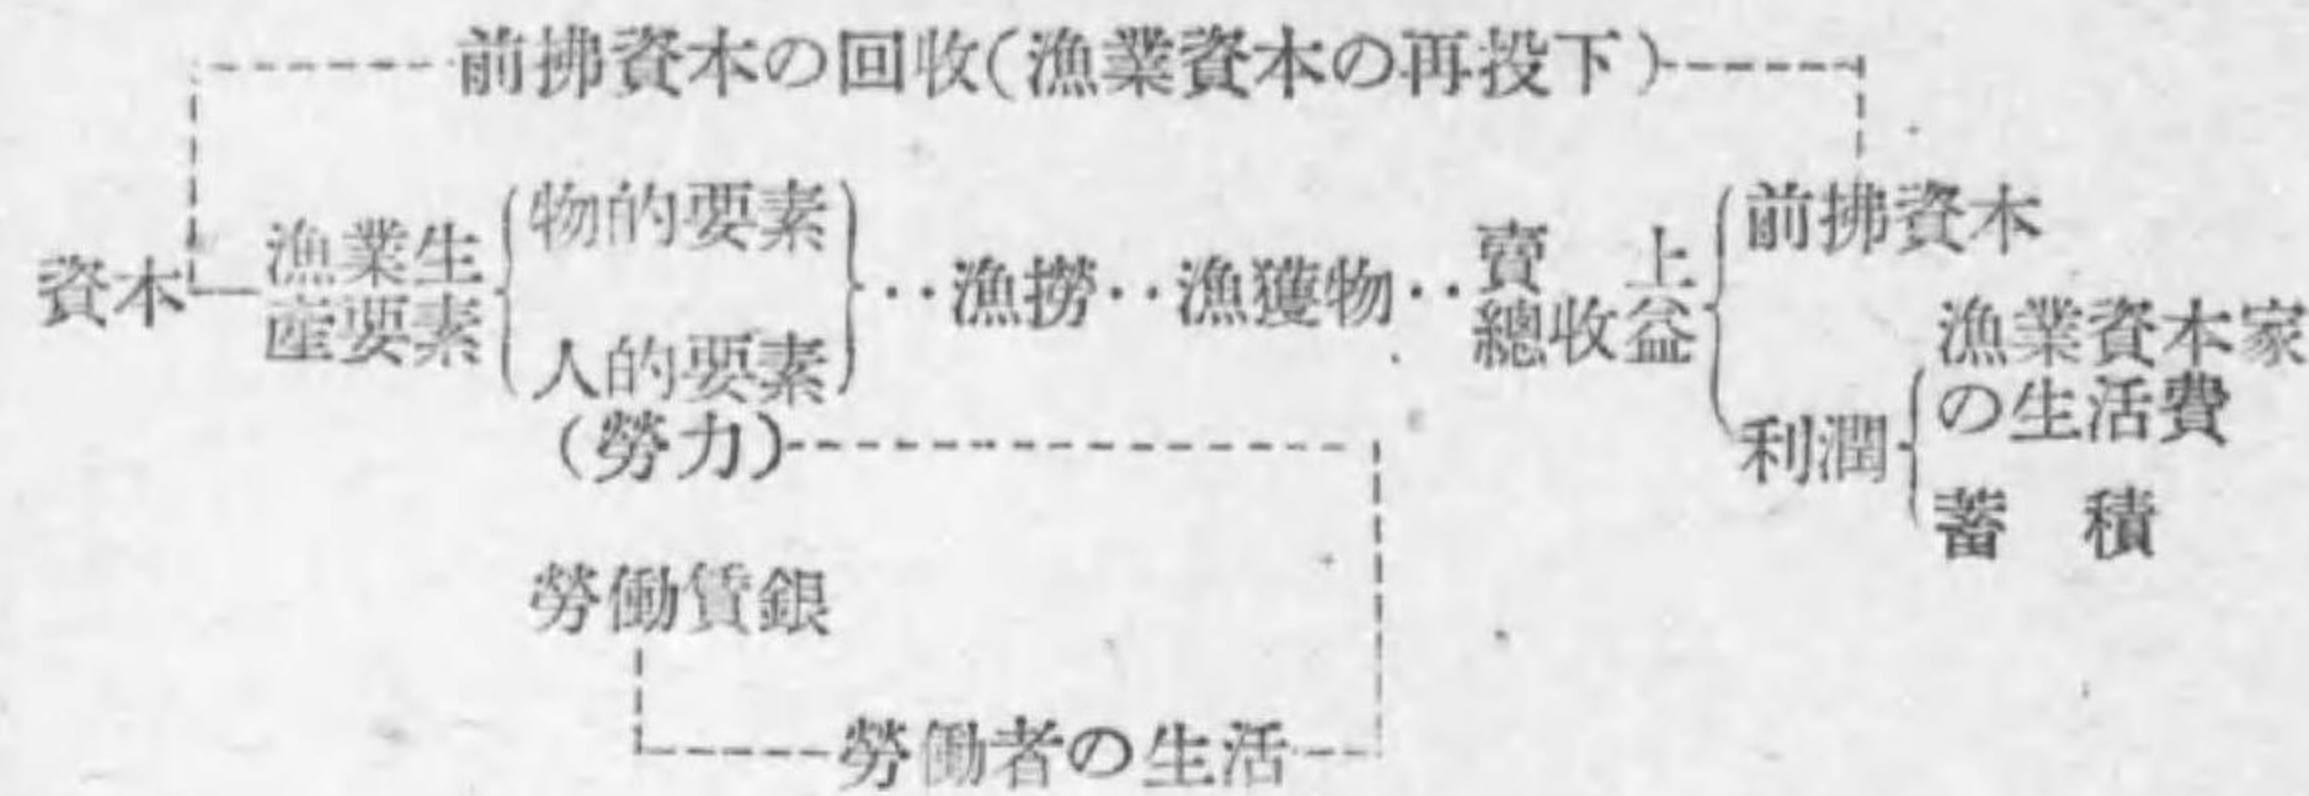 前拂資本の回收(漁業資本の再投下)
資本
漁業生
産要素
物的要素
人的要素
(勞力)
‥漁撈‥漁獲物‥
賣 上
總收益
前拂資本
利潤
漁業資本家
の生活費
蓄 積
勞働賃銀
勞働者の生活